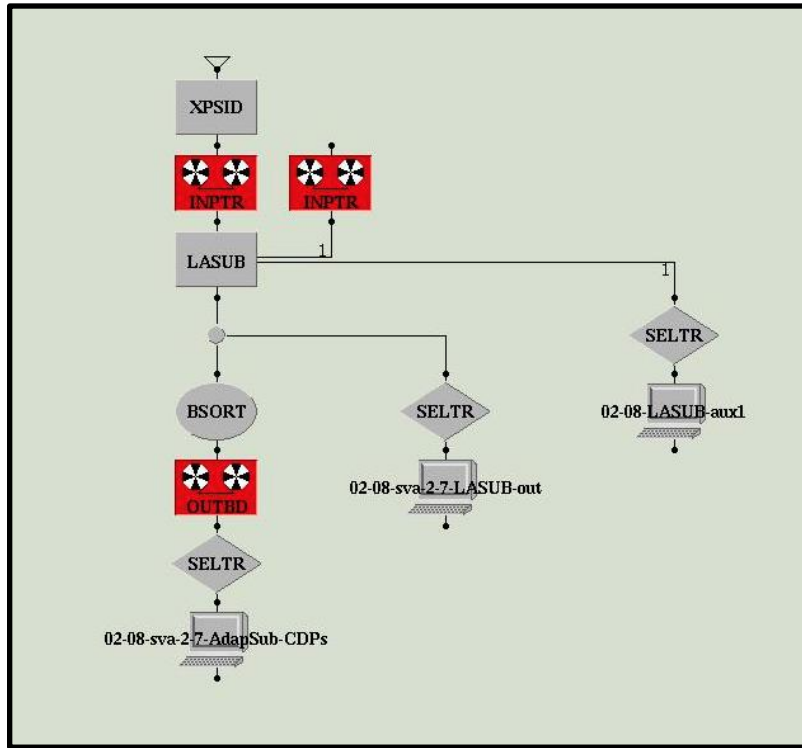 XPSID
INPTR
INPTR
LASUB
1
1
SELTR
02-08-LASUB-aux1
BSORT
SELTR
02-08-sva-2-7-LASUB-out
OUTBD
SELTR
02-08-sva-2-7-AdapSub-CDPs